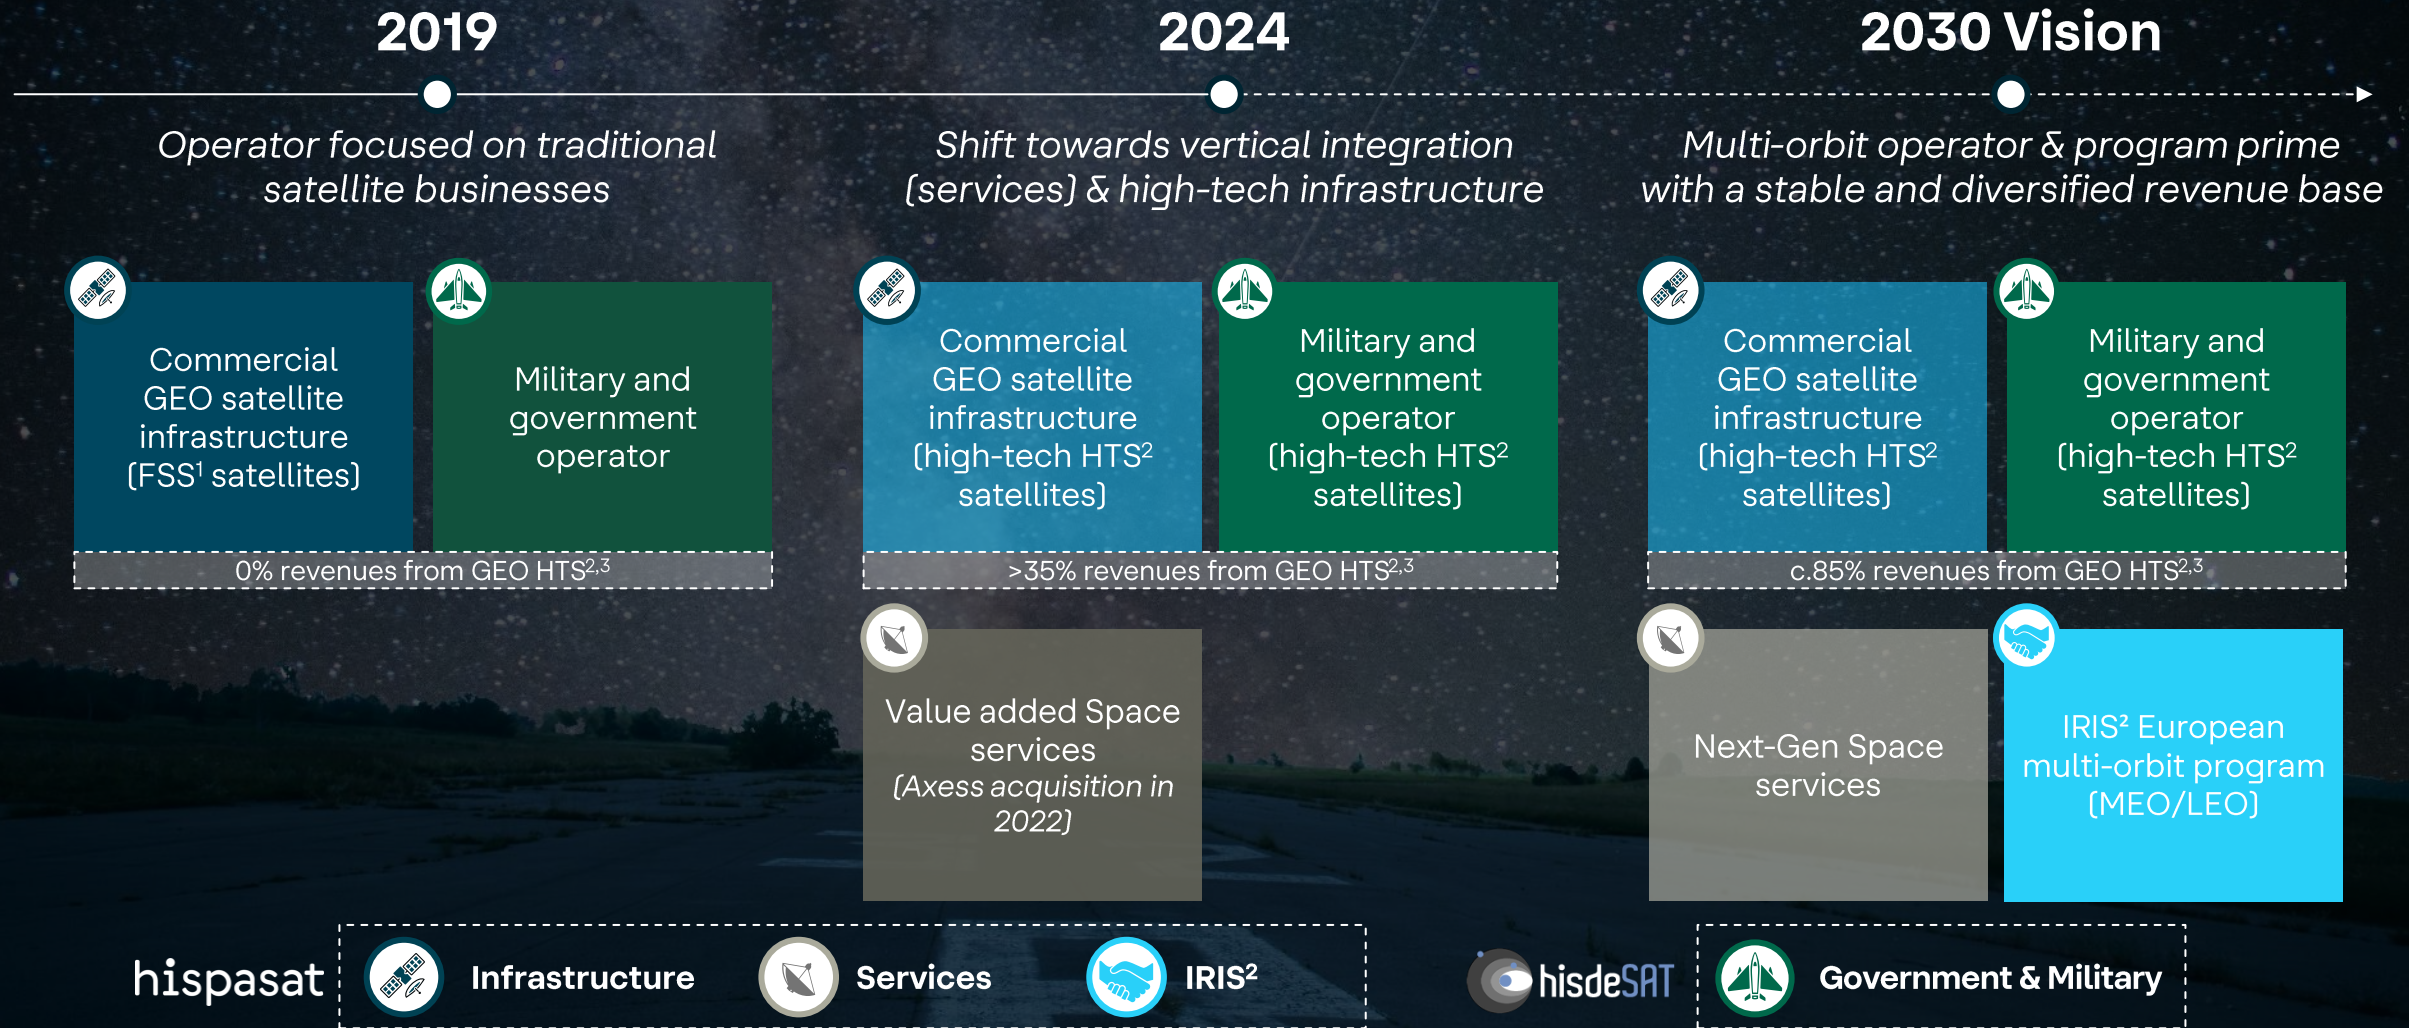 2019
2024
2030 Vision
Operator focused on traditional
satellite businesses
Shift towards vertical integration
(services) & high-tech infrastructure
Multi-orbit operator & program prime
with a stable and diversified revenue base
Commercial
GEO satellite
infrastructure
(FSS¹ satellites)
Military and
government
operator
0% revenues from GEO HTS²,³
Commercial
GEO satellite
infrastructure
(high-tech HTS²
satellites)
Military and
government
operator
(high-tech HTS²
satellites)
>35% revenues from GEO HTS²,³
Value added Space
services
(Axess acquisition in
2022)
Commercial
GEO satellite
infrastructure
(high-tech HTS²
satellites)
Military and
government
operator
(high-tech HTS²
satellites)
c.85% revenues from GEO HTS²,³
Next-Gen Space
services
IRIS² European
multi-orbit program
(MEO/LEO)
hispasat
Infrastructure
Services
IRIS²
hisdeSAT
Government & Military